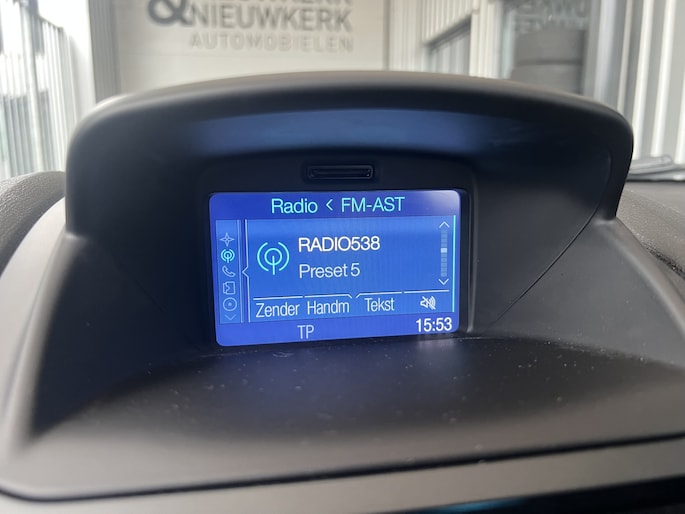 &NIEUWKERK
AUTOMOBIELEN
Radio < FM-AST
RADIO538
Preset 5
Zender Handm Tekst
TP 15:53